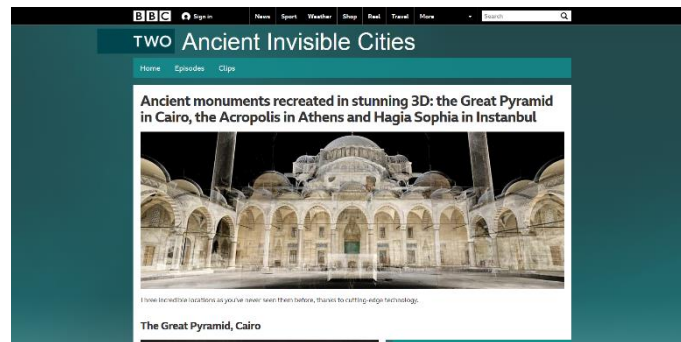 BBC Sign in News Sport Weather Shop Reel Travel More Search
TWO Ancient Invisible Cities
Home Episodes Clips
Ancient monuments recreated in stunning 3D: the Great Pyramid
in Cairo, the Acropolis in Athens and Hagia Sophia in Instanbul
Three incredible locations as you've never seen them before, thanks to cutting-edge technology.
The Great Pyramid, Cairo